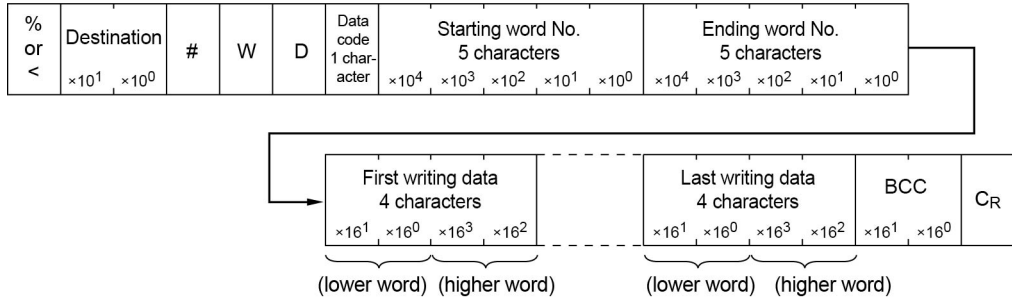 %
or
<
Destination
×10¹ ×10⁰
#
W
D
Data
code
1 char-
acter
Starting word No.
5 characters
×10⁴ ×10³ ×10² ×10¹ ×10⁰
Ending word No.
5 characters
×10⁴ ×10³ ×10² ×10¹ ×10⁰
First writing data
4 characters
×16¹ ×16⁰ ×16³ ×16²
(lower word) (higher word)
Last writing data
4 characters
×16¹ ×16⁰ ×16³ ×16²
(lower word) (higher word)
BCC
×16¹ ×16⁰
CR